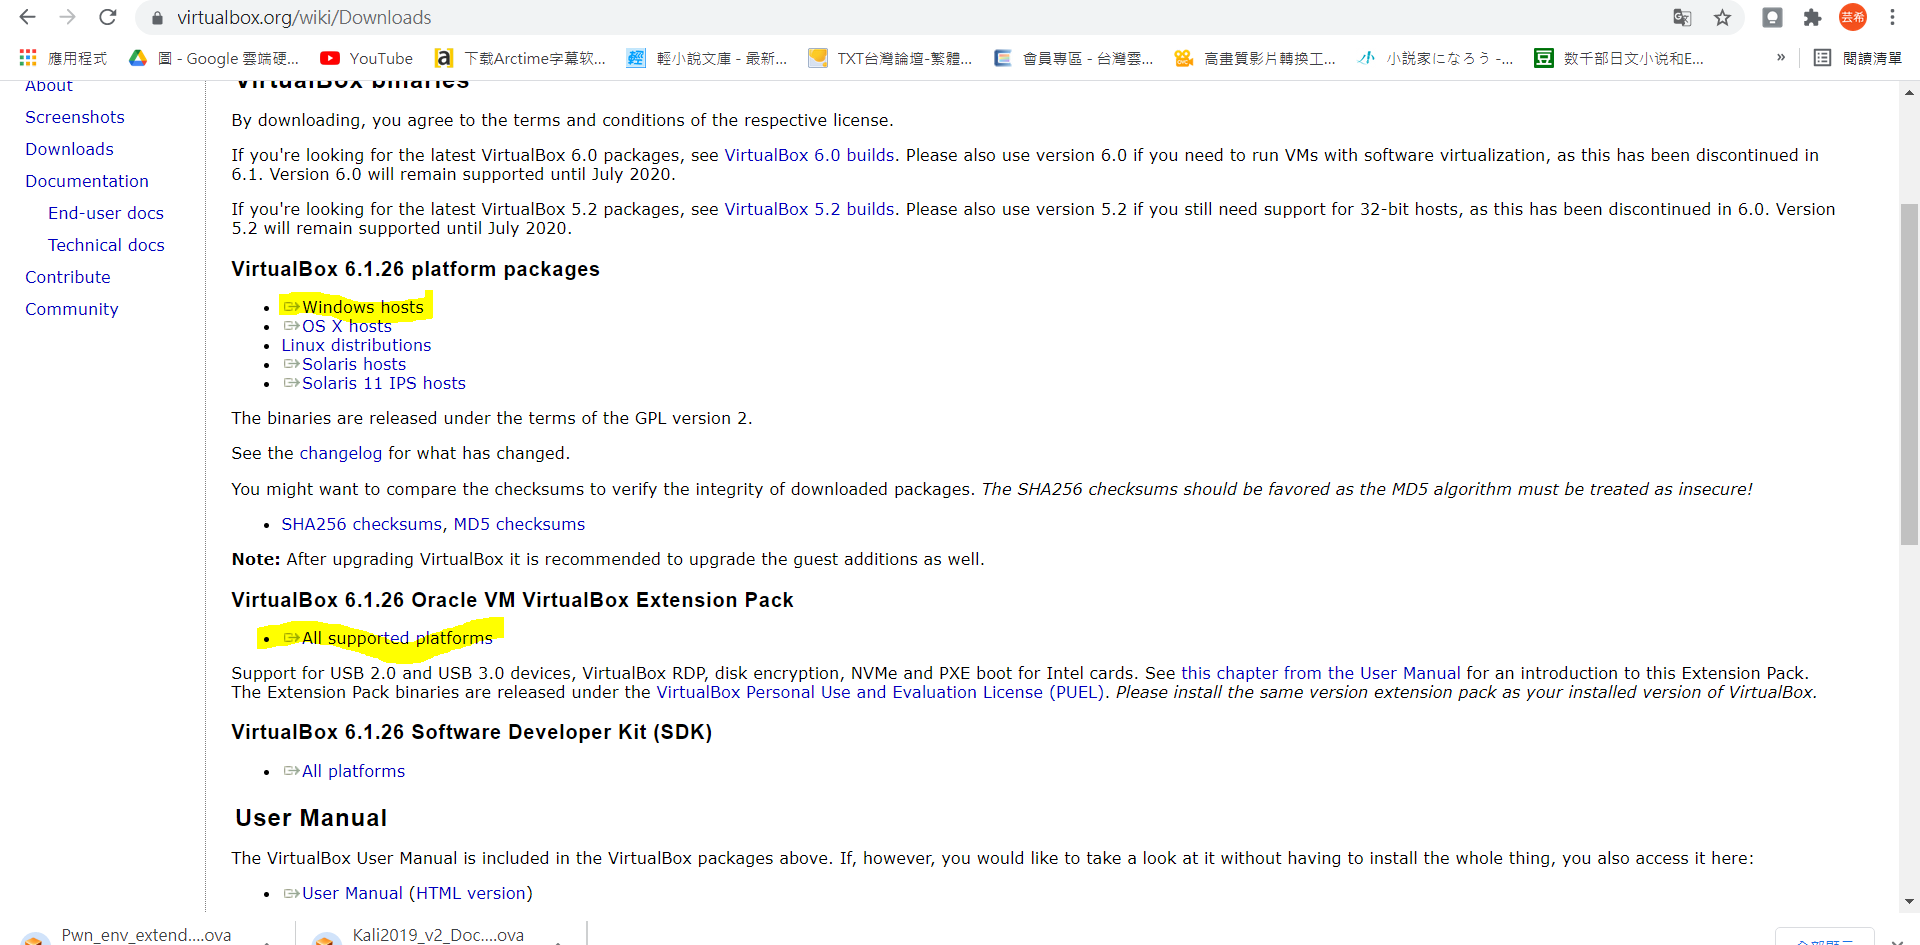 virtualbox.org/wiki/Downloads
芸希
應用程式
圖 - Google 雲端硬...
YouTube
下载Arctime字幕软...
輕小說文庫 - 最新...
TXT台灣論壇-繁體...
會員專區 - 台灣雲...
高畫質影片轉換工...
小説家になろう -...
数千部日文小说和E...
»
閱讀清單
About
Screenshots
Downloads
Documentation
End-user docs
Technical docs
Contribute
Community
VirtualBox binaries
By downloading, you agree to the terms and conditions of the respective license.
If you're looking for the latest VirtualBox 6.0 packages, see VirtualBox 6.0 builds. Please also use version 6.0 if you need to run VMs with software virtualization, as this has been discontinued in
6.1. Version 6.0 will remain supported until July 2020.
If you're looking for the latest VirtualBox 5.2 packages, see VirtualBox 5.2 builds. Please also use version 5.2 if you still need support for 32-bit hosts, as this has been discontinued in 6.0. Version
5.2 will remain supported until July 2020.
VirtualBox 6.1.26 platform packages
Windows hosts
OS X hosts
Linux distributions
Solaris hosts
Solaris 11 IPS hosts
The binaries are released under the terms of the GPL version 2.
See the changelog for what has changed.
You might want to compare the checksums to verify the integrity of downloaded packages. The SHA256 checksums should be favored as the MD5 algorithm must be treated as insecure!
SHA256 checksums, MD5 checksums
Note: After upgrading VirtualBox it is recommended to upgrade the guest additions as well.
VirtualBox 6.1.26 Oracle VM VirtualBox Extension Pack
All supported platforms
Support for USB 2.0 and USB 3.0 devices, VirtualBox RDP, disk encryption, NVMe and PXE boot for Intel cards. See this chapter from the User Manual for an introduction to this Extension Pack.
The Extension Pack binaries are released under the VirtualBox Personal Use and Evaluation License (PUEL). Please install the same version extension pack as your installed version of VirtualBox.
VirtualBox 6.1.26 Software Developer Kit (SDK)
All platforms
User Manual
The VirtualBox User Manual is included in the VirtualBox packages above. If, however, you would like to take a look at it without having to install the whole thing, you also access it here:
User Manual (HTML version)
Pwn_env_extend....ova
Kali2019_v2_Doc....ova
全部顯示